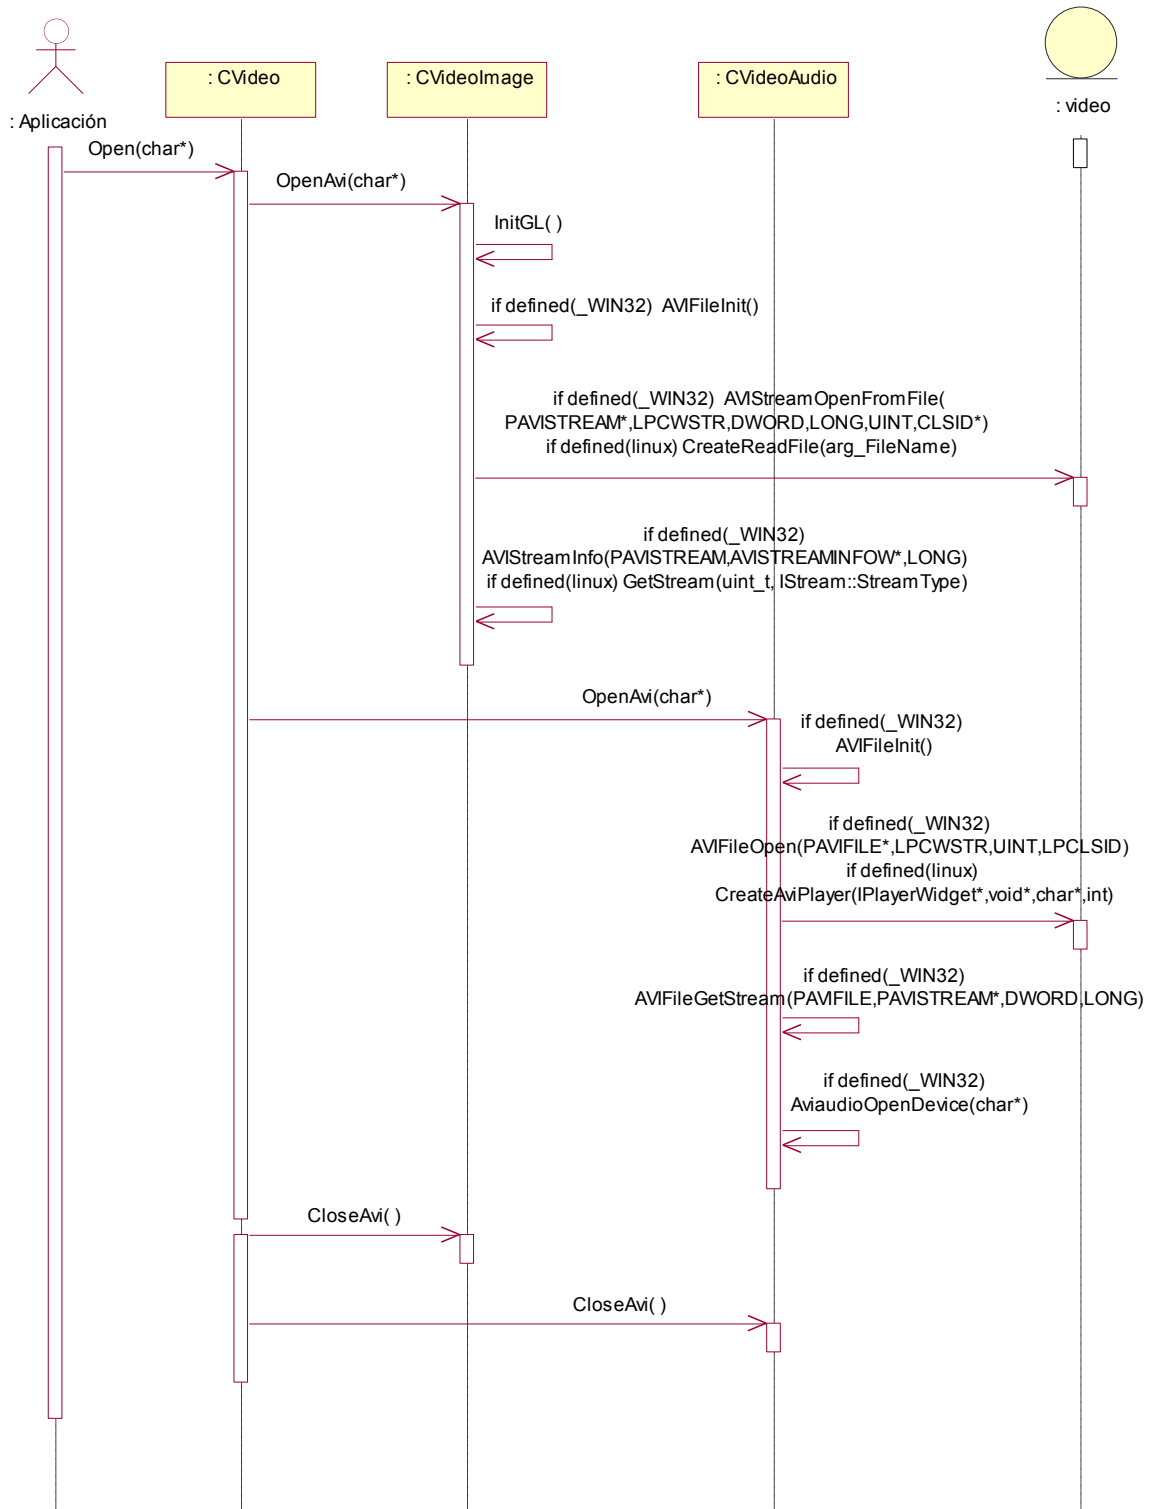 : CVideo
: CVideoImage
: CVideoAudio
: video
: Aplicación
Open(char*)
OpenAvi(char*)
InitGL( )
if defined(_WIN32)  AVIFileInit()
if defined(_WIN32)  AVIStreamOpenFromFile(
PAVISTREAM*,LPCWSTR,DWORD,LONG,UINT,CLSID*)
if defined(linux) CreateReadFile(arg_FileName)
if defined(_WIN32)
AVIStreamInfo(PAVISTREAM,AVISTREAMINFOW*,LONG)
if defined(linux) GetStream(uint_t, IStream::StreamType)
OpenAvi(char*)
if defined(_WIN32)
AVIFileInit()
if defined(_WIN32)
AVIFileOpen(PAVIFILE*,LPCWSTR,UINT,LPCLSID)
if defined(linux)
CreateAviPlayer(IPlayerWidget*,void*,char*,int)
if defined(_WIN32)
AVIFileGetStream(PAVIFILE,PAVISTREAM*,DWORD,LONG)
if defined(_WIN32)
AviaudioOpenDevice(char*)
CloseAvi( )
CloseAvi( )